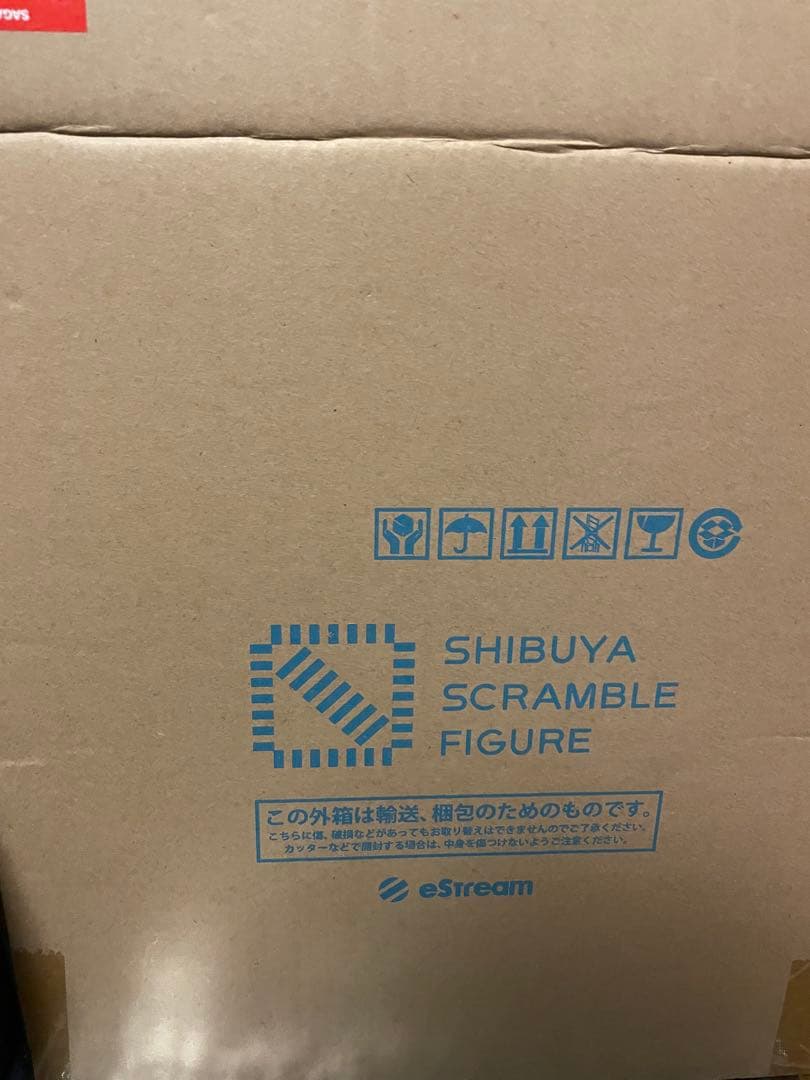 SAGA
SHIBUYA
SCRAMBLE
FIGURE
この外箱は輸送、梱包のためのものです。
こちらに傷、破損などがあってもお取り替えはできませんのでご了承ください。
カッターなどで開封する場合は、中身を傷つけないようご注意ください。
eStream